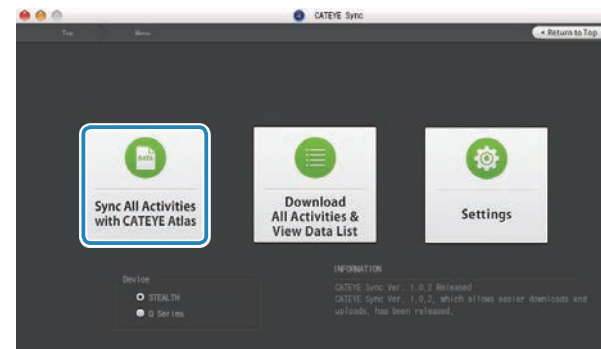 CATEYE Sync
Top
Menu
Return to Top
DATA
Sync All Activities
with CATEYE Atlas
Download
All Activities &
View Data List
Settings
Device
STEALTH
Q Series
INFORMATION
CATEYE Sync Ver. 1.0.2 Released
CATEYE Sync Ver. 1.0.2, which allows easier downloads and
uploads, has been released.